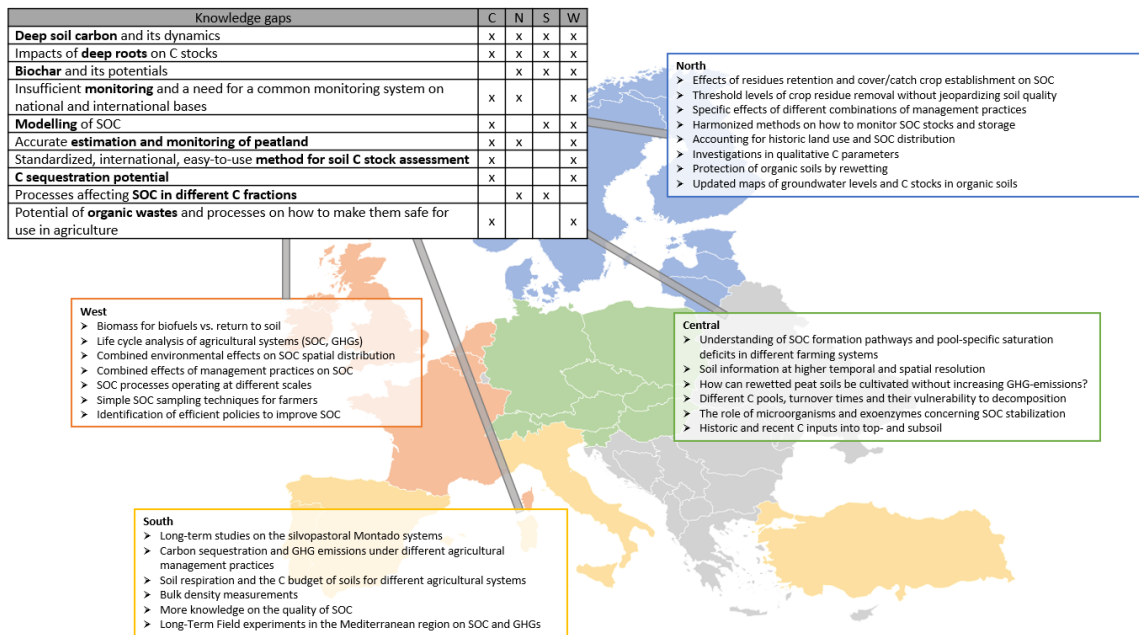 Knowledge gaps C N S W
Deep soil carbon and its dynamics x x x x
Impacts of deep roots on C stocks x x x x
Biochar and its potentials x x x
Insufficient monitoring and a need for a common monitoring system on
national and international bases x x x
Modelling of SOC x x x
Accurate estimation and monitoring of peatland x x x
Standardized, international, easy-to-use method for soil C stock assessment x x
C sequestration potential x x
Processes affecting SOC in different C fractions x x
Potential of organic wastes and processes on how to make them safe for
use in agriculture x x
North
➢ Effects of residues retention and cover/catch crop establishment on SOC
➢ Threshold levels of crop residue removal without jeopardizing soil quality
➢ Specific effects of different combinations of management practices
➢ Harmonized methods on how to monitor SOC stocks and storage
➢ Accounting for historic land use and SOC distribution
➢ Investigations in qualitative C parameters
➢ Protection of organic soils by rewetting
➢ Updated maps of groundwater levels and C stocks in organic soils
West
➢ Biomass for biofuels vs. return to soil
➢ Life cycle analysis of agricultural systems (SOC, GHGs)
➢ Combined environmental effects on SOC spatial distribution
➢ Combined effects of management practices on SOC
➢ SOC processes operating at different scales
➢ Simple SOC sampling techniques for farmers
➢ Identification of efficient policies to improve SOC
Central
➢ Understanding of SOC formation pathways and pool-specific saturation
deficits in different farming systems
➢ Soil information at higher temporal and spatial resolution
➢ How can rewetted peat soils be cultivated without increasing GHG-emissions?
➢ Different C pools, turnover times and their vulnerability to decomposition
➢ The role of microorganisms and exoenzymes concerning SOC stabilization
➢ Historic and recent C inputs into top- and subsoil
South
➢ Long-term studies on the silvopastoral Montado systems
➢ Carbon sequestration and GHG emissions under different agricultural
management practices
➢ Soil respiration and the C budget of soils for different agricultural systems
➢ Bulk density measurements
➢ More knowledge on the quality of SOC
➢ Long-Term Field experiments in the Mediterranean region on SOC and GHGs